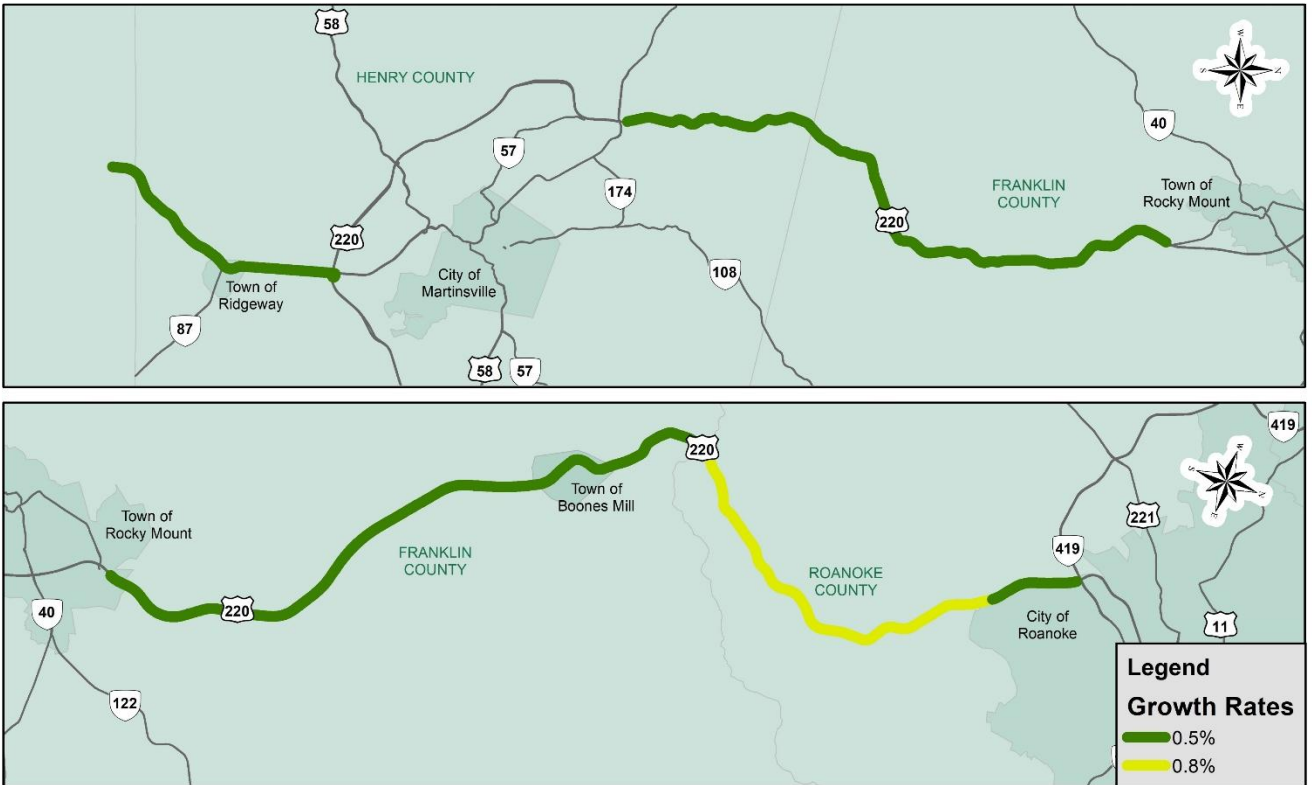 58
HENRY COUNTY
W
S
N
E
40
57
174
FRANKLIN
COUNTY
Town of
Rocky Mount
220
220
City of
Martinsville
108
Town of
Ridgeway
87
58
57
419
220
W
S
N
E
Town of
Boones Mill
Town of
Rocky Mount
221
FRANKLIN
COUNTY
419
ROANOKE
COUNTY
40
220
City of
Roanoke
11
122
Legend
Growth Rates
0.5%
0.8%